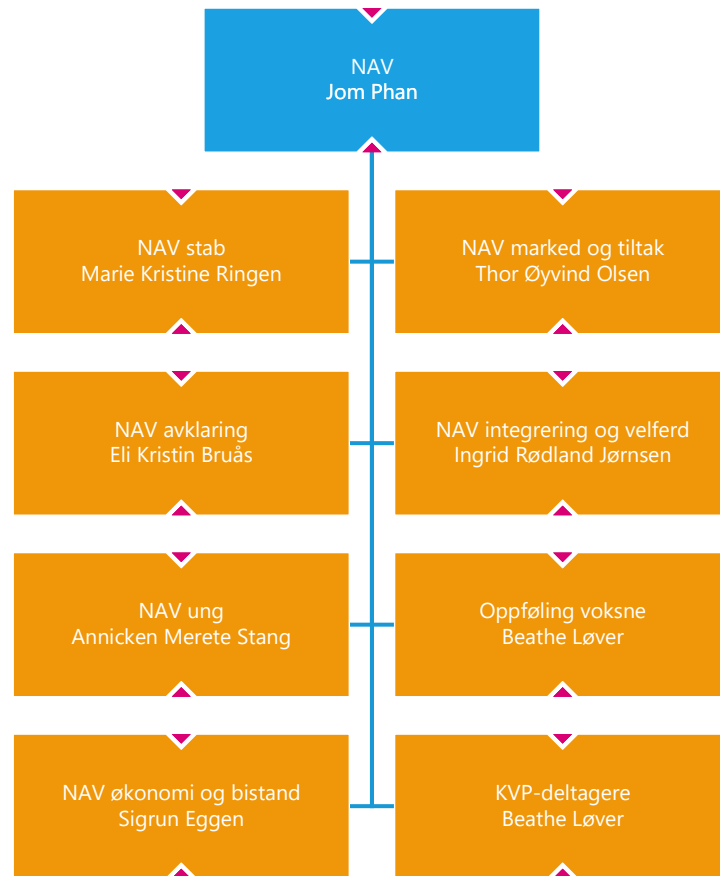 NAV
Jom Phan
NAV stab
Marie Kristine Ringen
NAV marked og tiltak
Thor Øyvind Olsen
NAV avklaring
Eli Kristin Bruås
NAV integrering og velferd
Ingrid Rødland Jørnsen
NAV ung
Annicken Merete Stang
Oppføling voksne
Beathe Løver
NAV økonomi og bistand
Sigrun Eggen
KVP-deltagere
Beathe Løver